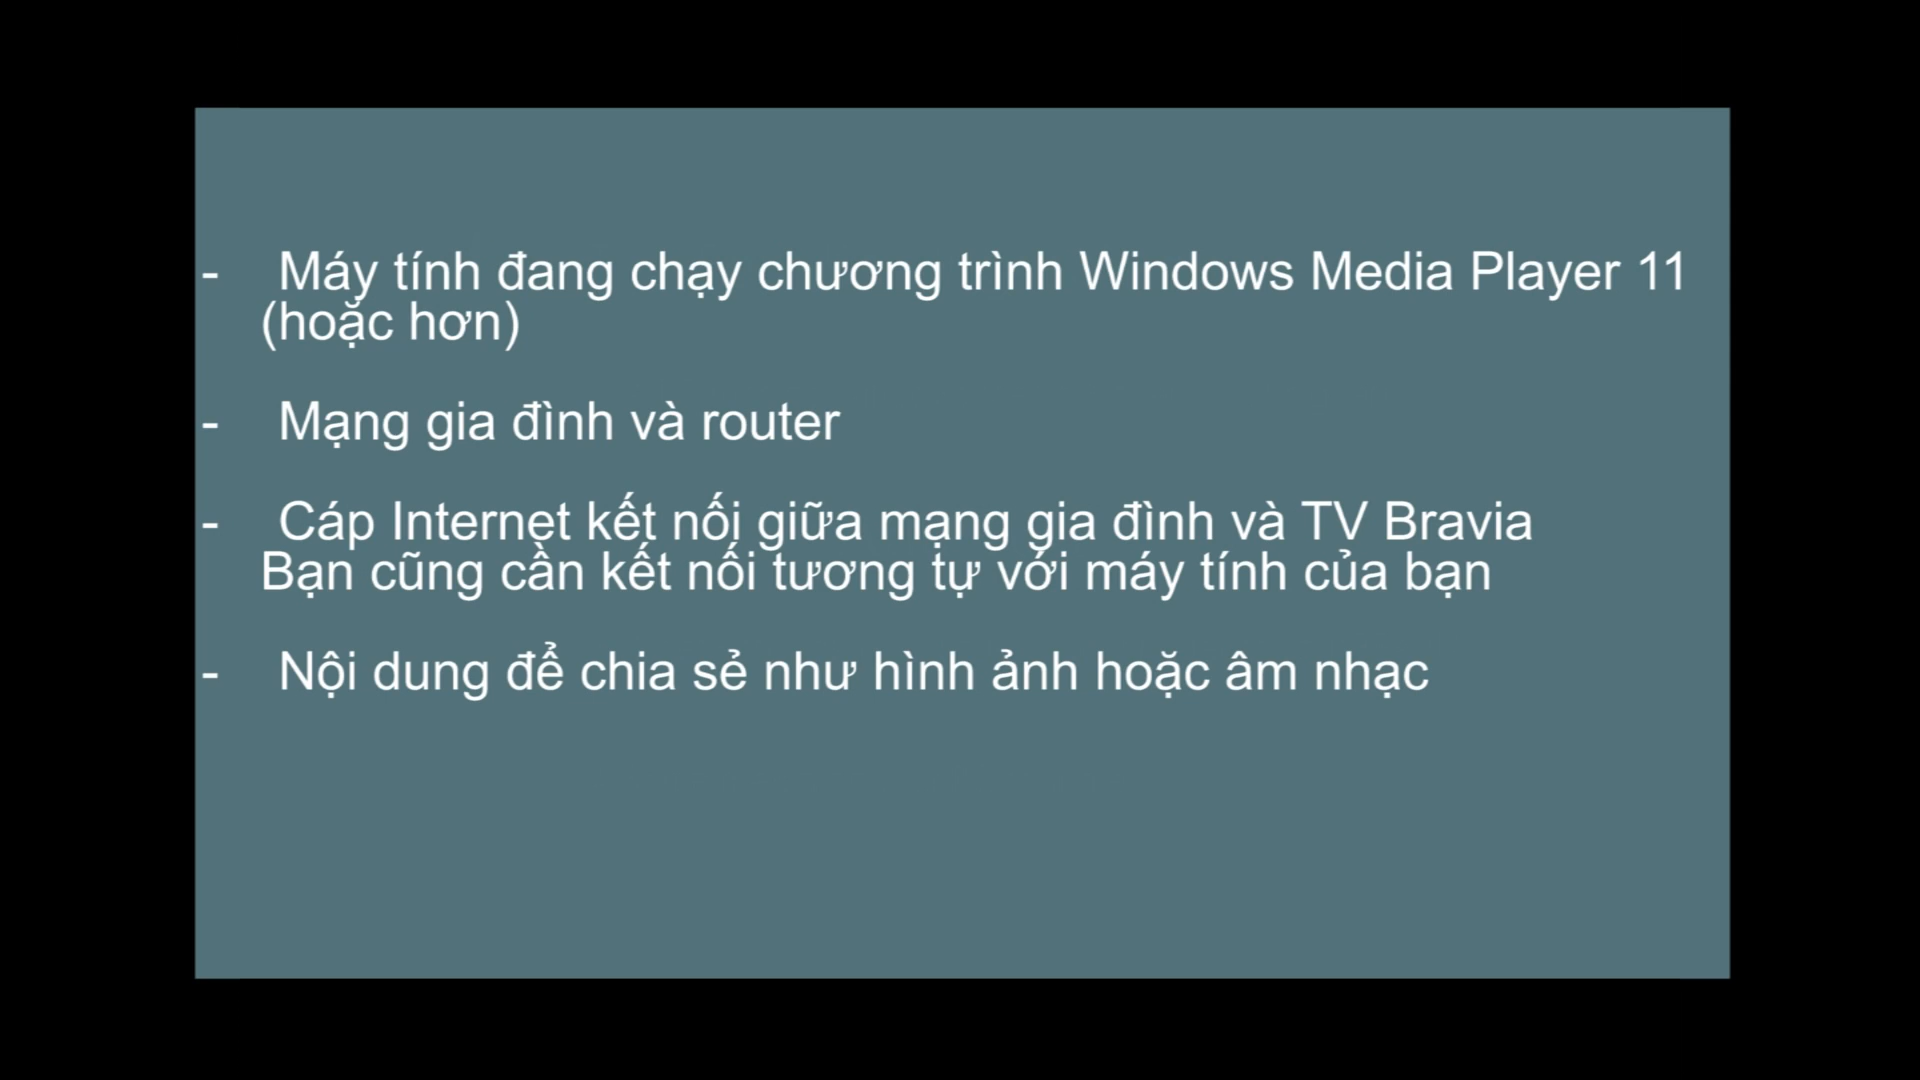 - Máy tính đang chạy chương trình Windows Media Player 11
(hoặc hơn)
- Mạng gia đình và router
- Cáp Internet kết nối giữa mạng gia đình và TV Bravia
Bạn cũng cần kết nối tương tự với máy tính của bạn
- Nội dung để chia sẻ như hình ảnh hoặc âm nhạc